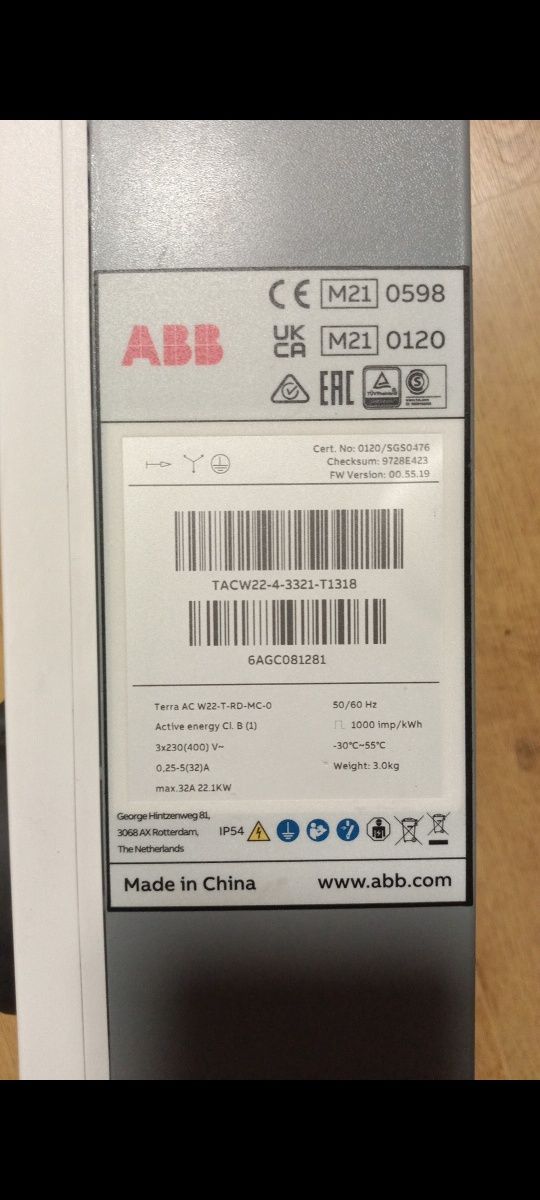 CE M21 0598
ABB
UK CA M21 0120
EAC
TÜVRheinland
S
Cert. No: 0120/SGS0476
Checksum: 9728E423
FW Version: 00.55.19
TACW22-4-3321-T1318
6AGC081281
Terra AC W22-T-RD-MC-0
50/60 Hz
Active energy Cl. B (1)
1000 imp/kWh
3x230(400) V~
-30℃~55℃
0,25-5(32)A
Weight: 3.0kg
max.32A 22.1KW
George Hintzenweg 81,
3068 AX Rotterdam,
The Netherlands
IP54
Made in China
www.abb.com